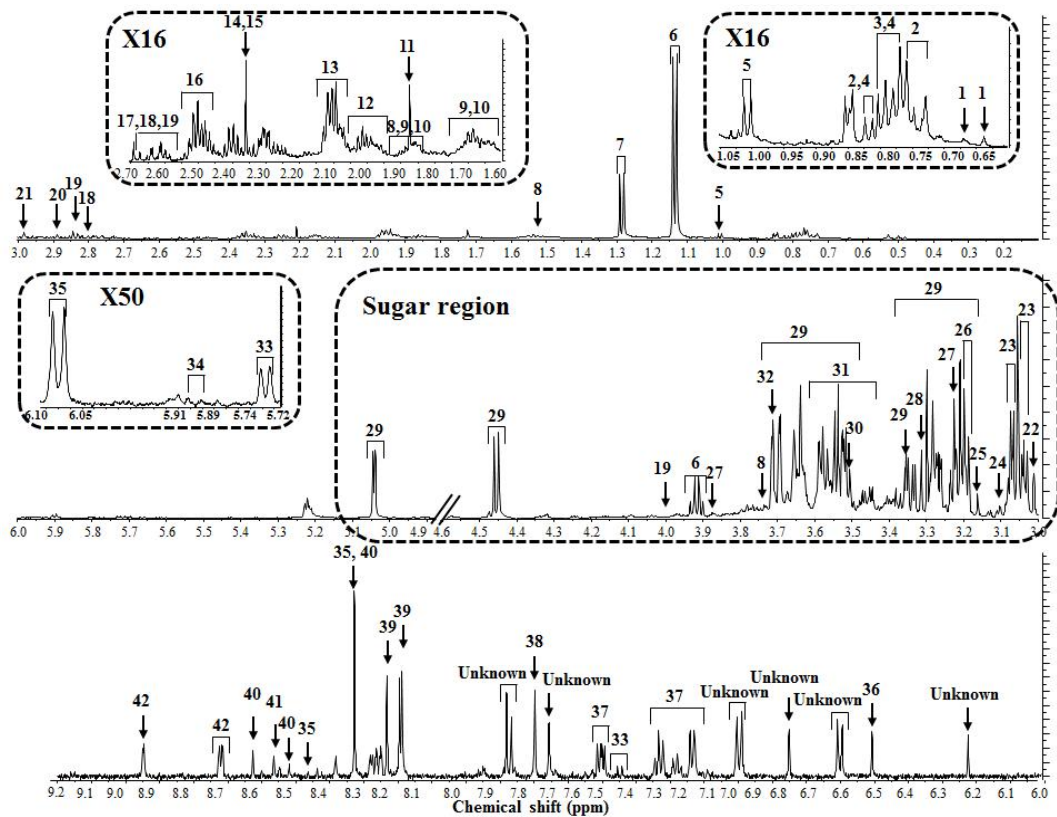 14,15
X16
11
16
13
12
8,9,10
9,10
17,18,19
2.70 2.60 2.50 2.40 2.30 2.20 2.10 2.00 1.90 1.80 1.70 1.60
6
7
8
5
X16
3,4
2
5
2,4
1 1
1.05 1.00 0.95 0.90 0.85 0.80 0.75 0.70 0.65
21 20 19 18
3.0 2.9 2.8 2.7 2.6 2.5 2.4 2.3 2.2 2.1 2.0 1.9 1.8 1.7 1.6 1.5 1.4 1.3 1.2 1.1 1.0 0.9 0.8 0.7 0.6 0.5 0.4 0.3 0.2
35
X50
34
33
6.10 6.05 5.91 5.89 5.74 5.72
Sugar region
29 29
29 31 23 23
32 27 26
29 28
30
29 29 19 6 27 8 25 24 22
6.0 5.9 5.8 5.7 5.6 5.5 5.4 5.3 5.2 5.1 5.0 4.9 4.6 4.5 4.4 4.3 4.2 4.1 4.0 3.9 3.8 3.7 3.6 3.5 3.4 3.3 3.2 3.1 3.0
35, 40
39
39
38
Unknown
Unknown
42 42 40 41 40 35
37 33 37
Unknown
Unknown
Unknown
36
Unknown
9.2 9.1 9.0 8.9 8.8 8.7 8.6 8.5 8.4 8.3 8.2 8.1 8.0 7.9 7.8 7.7 7.6 7.5 7.4 7.3 7.2 7.1 7.0 6.9 6.8 6.7 6.6 6.5 6.4 6.3 6.2 6.1 6.0
Chemical shift (ppm)